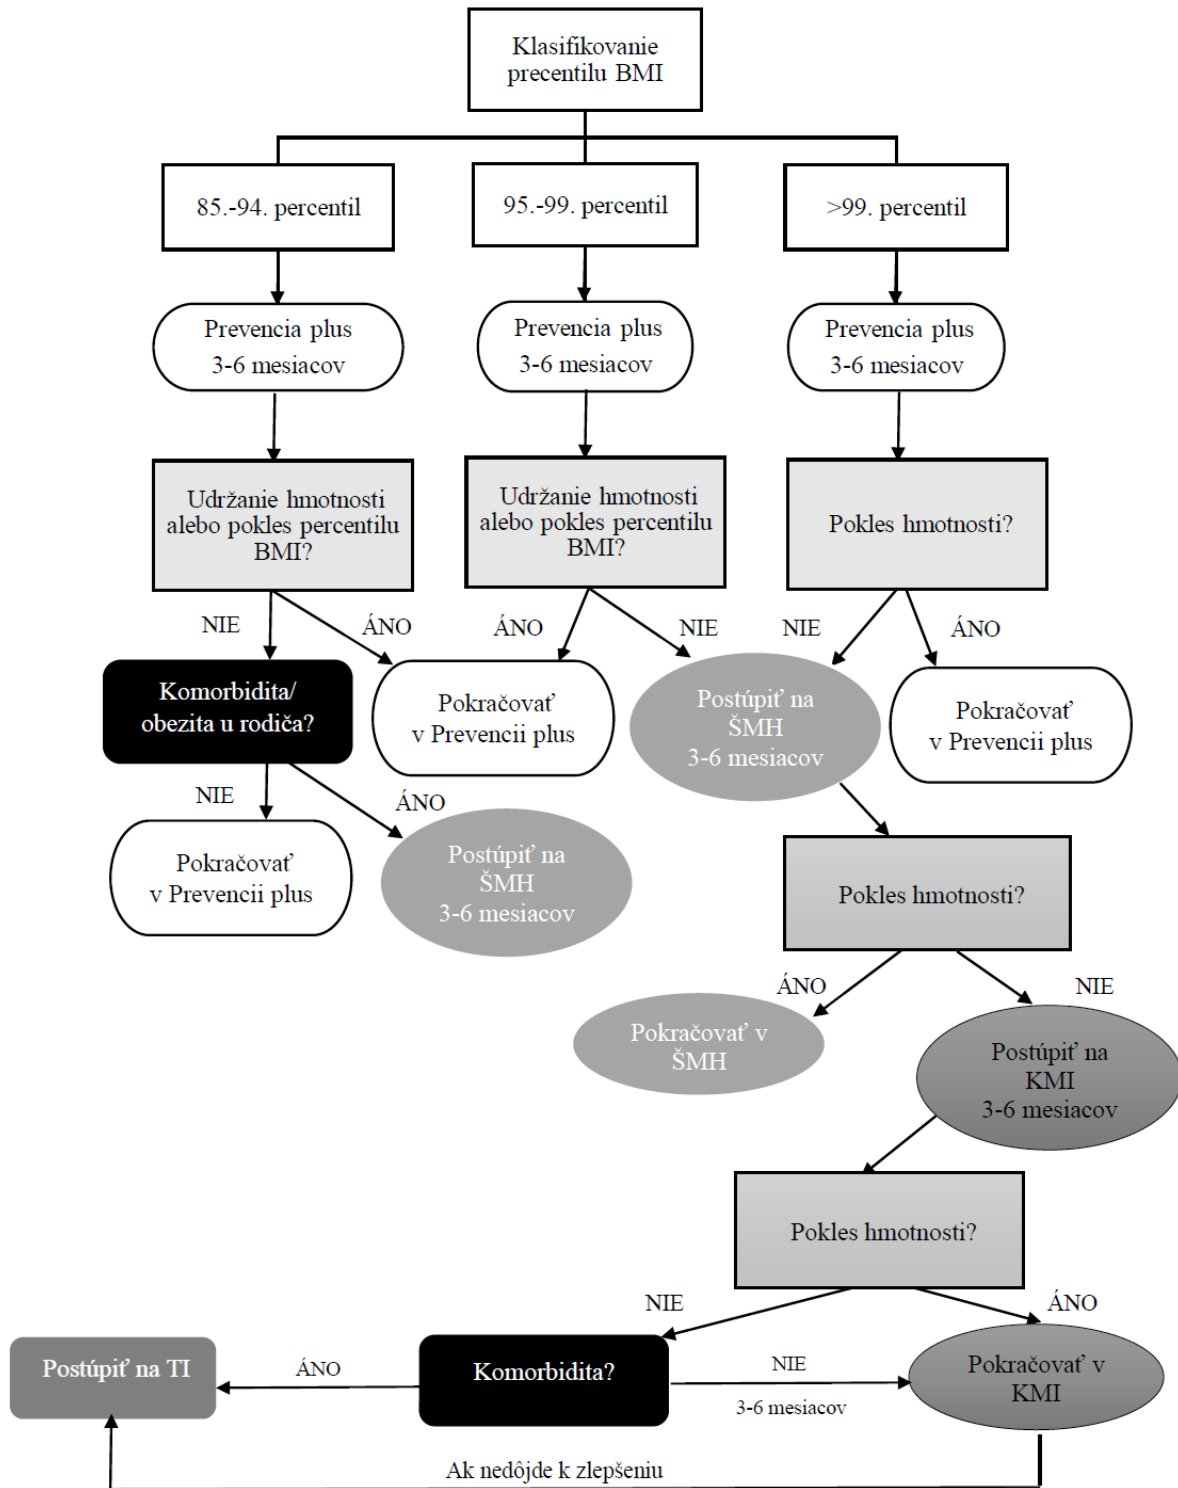 Klasifikovanie
precentilu BMI
85.-94. percentil
95.-99. percentil
>99. percentil
Prevencia plus
3-6 mesiacov
Prevencia plus
3-6 mesiacov
Prevencia plus
3-6 mesiacov
Udržanie hmotnosti
alebo pokles percentilu
BMI?
Udržanie hmotnosti
alebo pokles percentilu
BMI?
Pokles hmotnosti?
NIE
ÁNO
ÁNO
NIE
NIE
ÁNO
Komorbidita/
obezita u rodiča?
Pokračovať
v Prevencii plus
Postúpiť na
ŠMH
3-6 mesiacov
Pokračovať
v Prevencii plus
NIE
ÁNO
Pokračovať
v Prevencii plus
Postúpiť na
ŠMH
3-6 mesiacov
Pokles hmotnosti?
ÁNO
NIE
Pokračovať v
ŠMH
Postúpiť na
KMI
3-6 mesiacov
Pokles hmotnosti?
NIE
ÁNO
Postúpiť na TI
ÁNO
Komorbidita?
NIE
3-6 mesiacov
Pokračovať v
KMI
Ak nedôjde k zlepšeniu